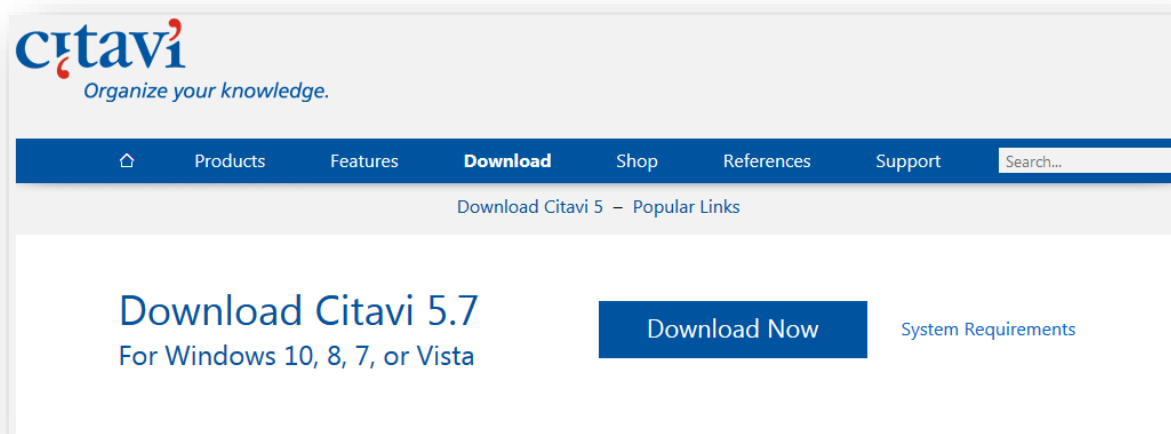 citavi
Organize your knowledge.
Products Features Download Shop References Support Search...
Download Citavi 5 – Popular Links
Download Citavi 5.7
For Windows 10, 8, 7, or Vista
Download Now
System Requirements